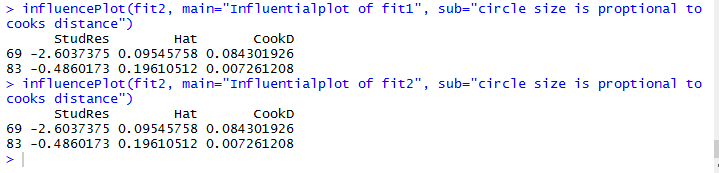 > influencePlot(fit2, main="Influentialplot of fit1", sub="circle size is proptional to
cooks distance")
StudRes Hat CookD
69 -2.6037375 0.09545758 0.084301926
83 -0.4860173 0.19610512 0.007261208
> influencePlot(fit2, main="Influentialplot of fit2", sub="circle size is proptional to
cooks distance")
StudRes Hat CookD
69 -2.6037375 0.09545758 0.084301926
83 -0.4860173 0.19610512 0.007261208
>